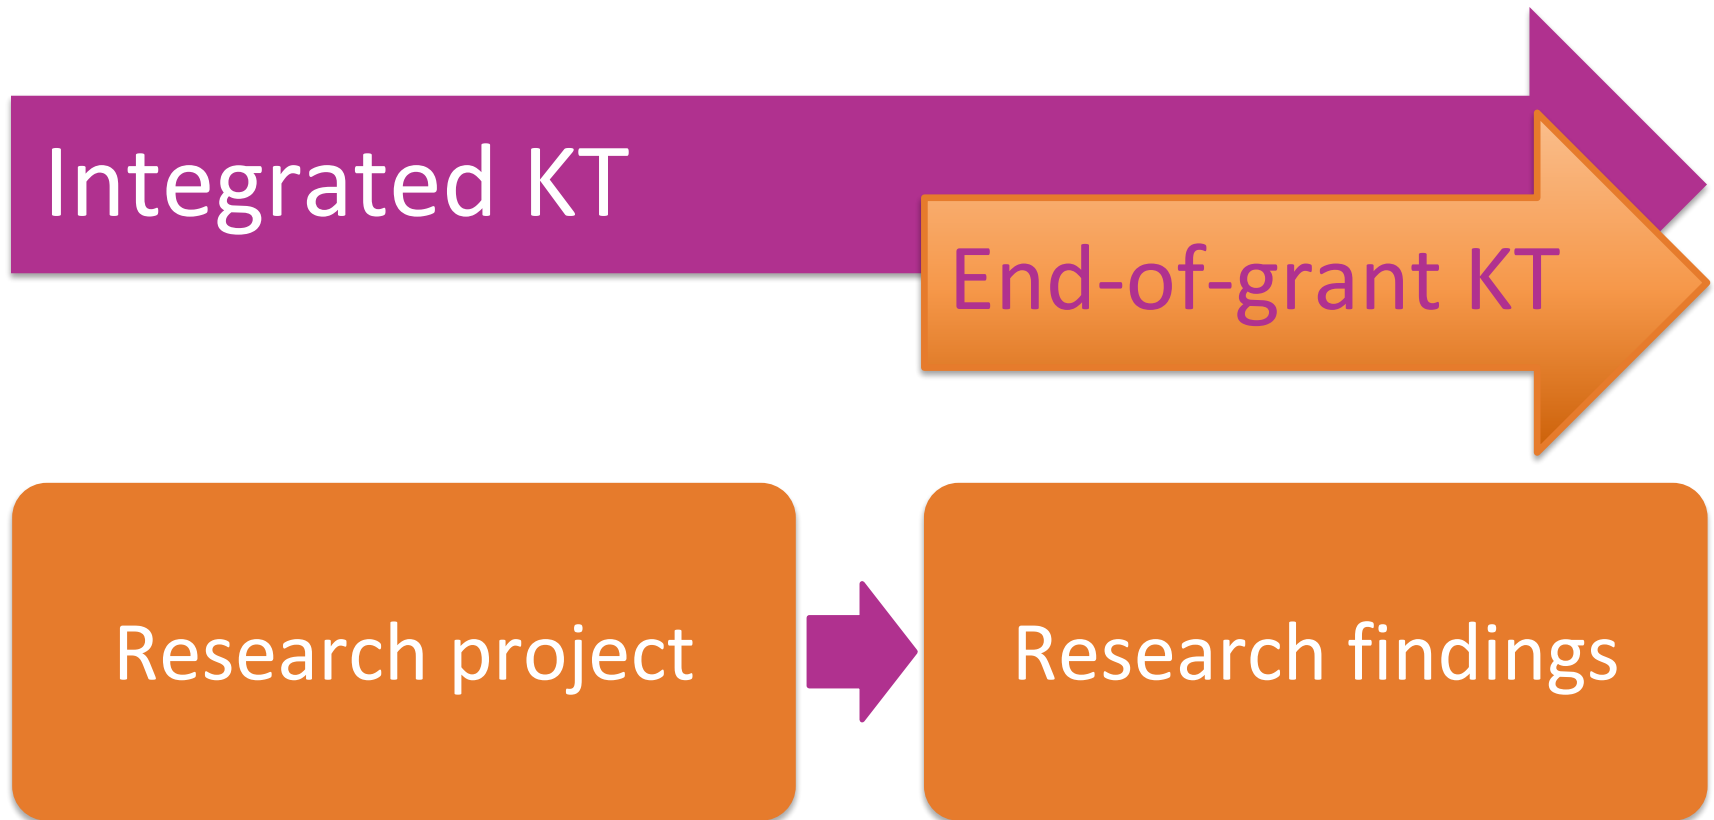 Integrated KT
End-of-grant KT
Research project
Research findings